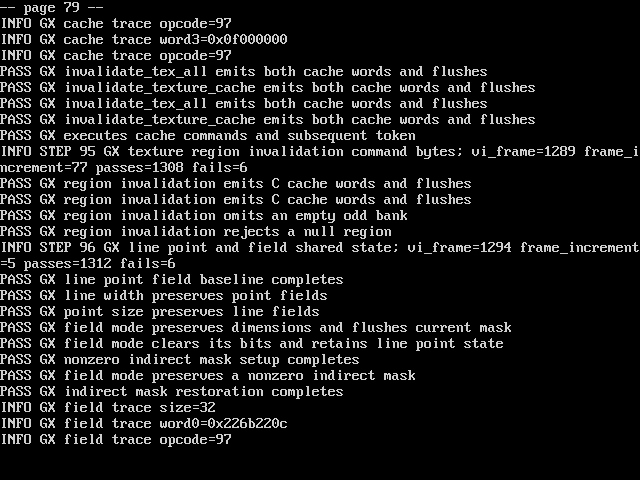 -- page 79 --
INFO GX cache trace opcode=97
INFO GX cache trace word3=0x0f000000
INFO GX cache trace opcode=97
PASS GX invalidate_tex_all emits both cache words and flushes
PASS GX invalidate_texture_cache emits both cache words and flushes
PASS GX invalidate_tex_all emits both cache words and flushes
PASS GX invalidate_texture_cache emits both cache words and flushes
PASS GX executes cache commands and subsequent token
INFO STEP 95 GX texture region invalidation command bytes; vi_frame=1289 frame_i
ncrement=77 passes=1308 fails=6
PASS GX region invalidation emits C cache words and flushes
PASS GX region invalidation emits C cache words and flushes
PASS GX region invalidation omits an empty odd bank
PASS GX region invalidation rejects a null region
INFO STEP 96 GX line point and field shared state; vi_frame=1294 frame_increment
=5 passes=1312 fails=6
PASS GX line point field baseline completes
PASS GX line width preserves point fields
PASS GX point size preserves line fields
PASS GX field mode preserves dimensions and flushes current mask
PASS GX field mode clears its bits and retains line point state
PASS GX nonzero indirect mask setup completes
PASS GX field mode preserves a nonzero indirect mask
PASS GX indirect mask restoration completes
INFO GX field trace size=32
INFO GX field trace word0=0x226b220c
INFO GX field trace opcode=97